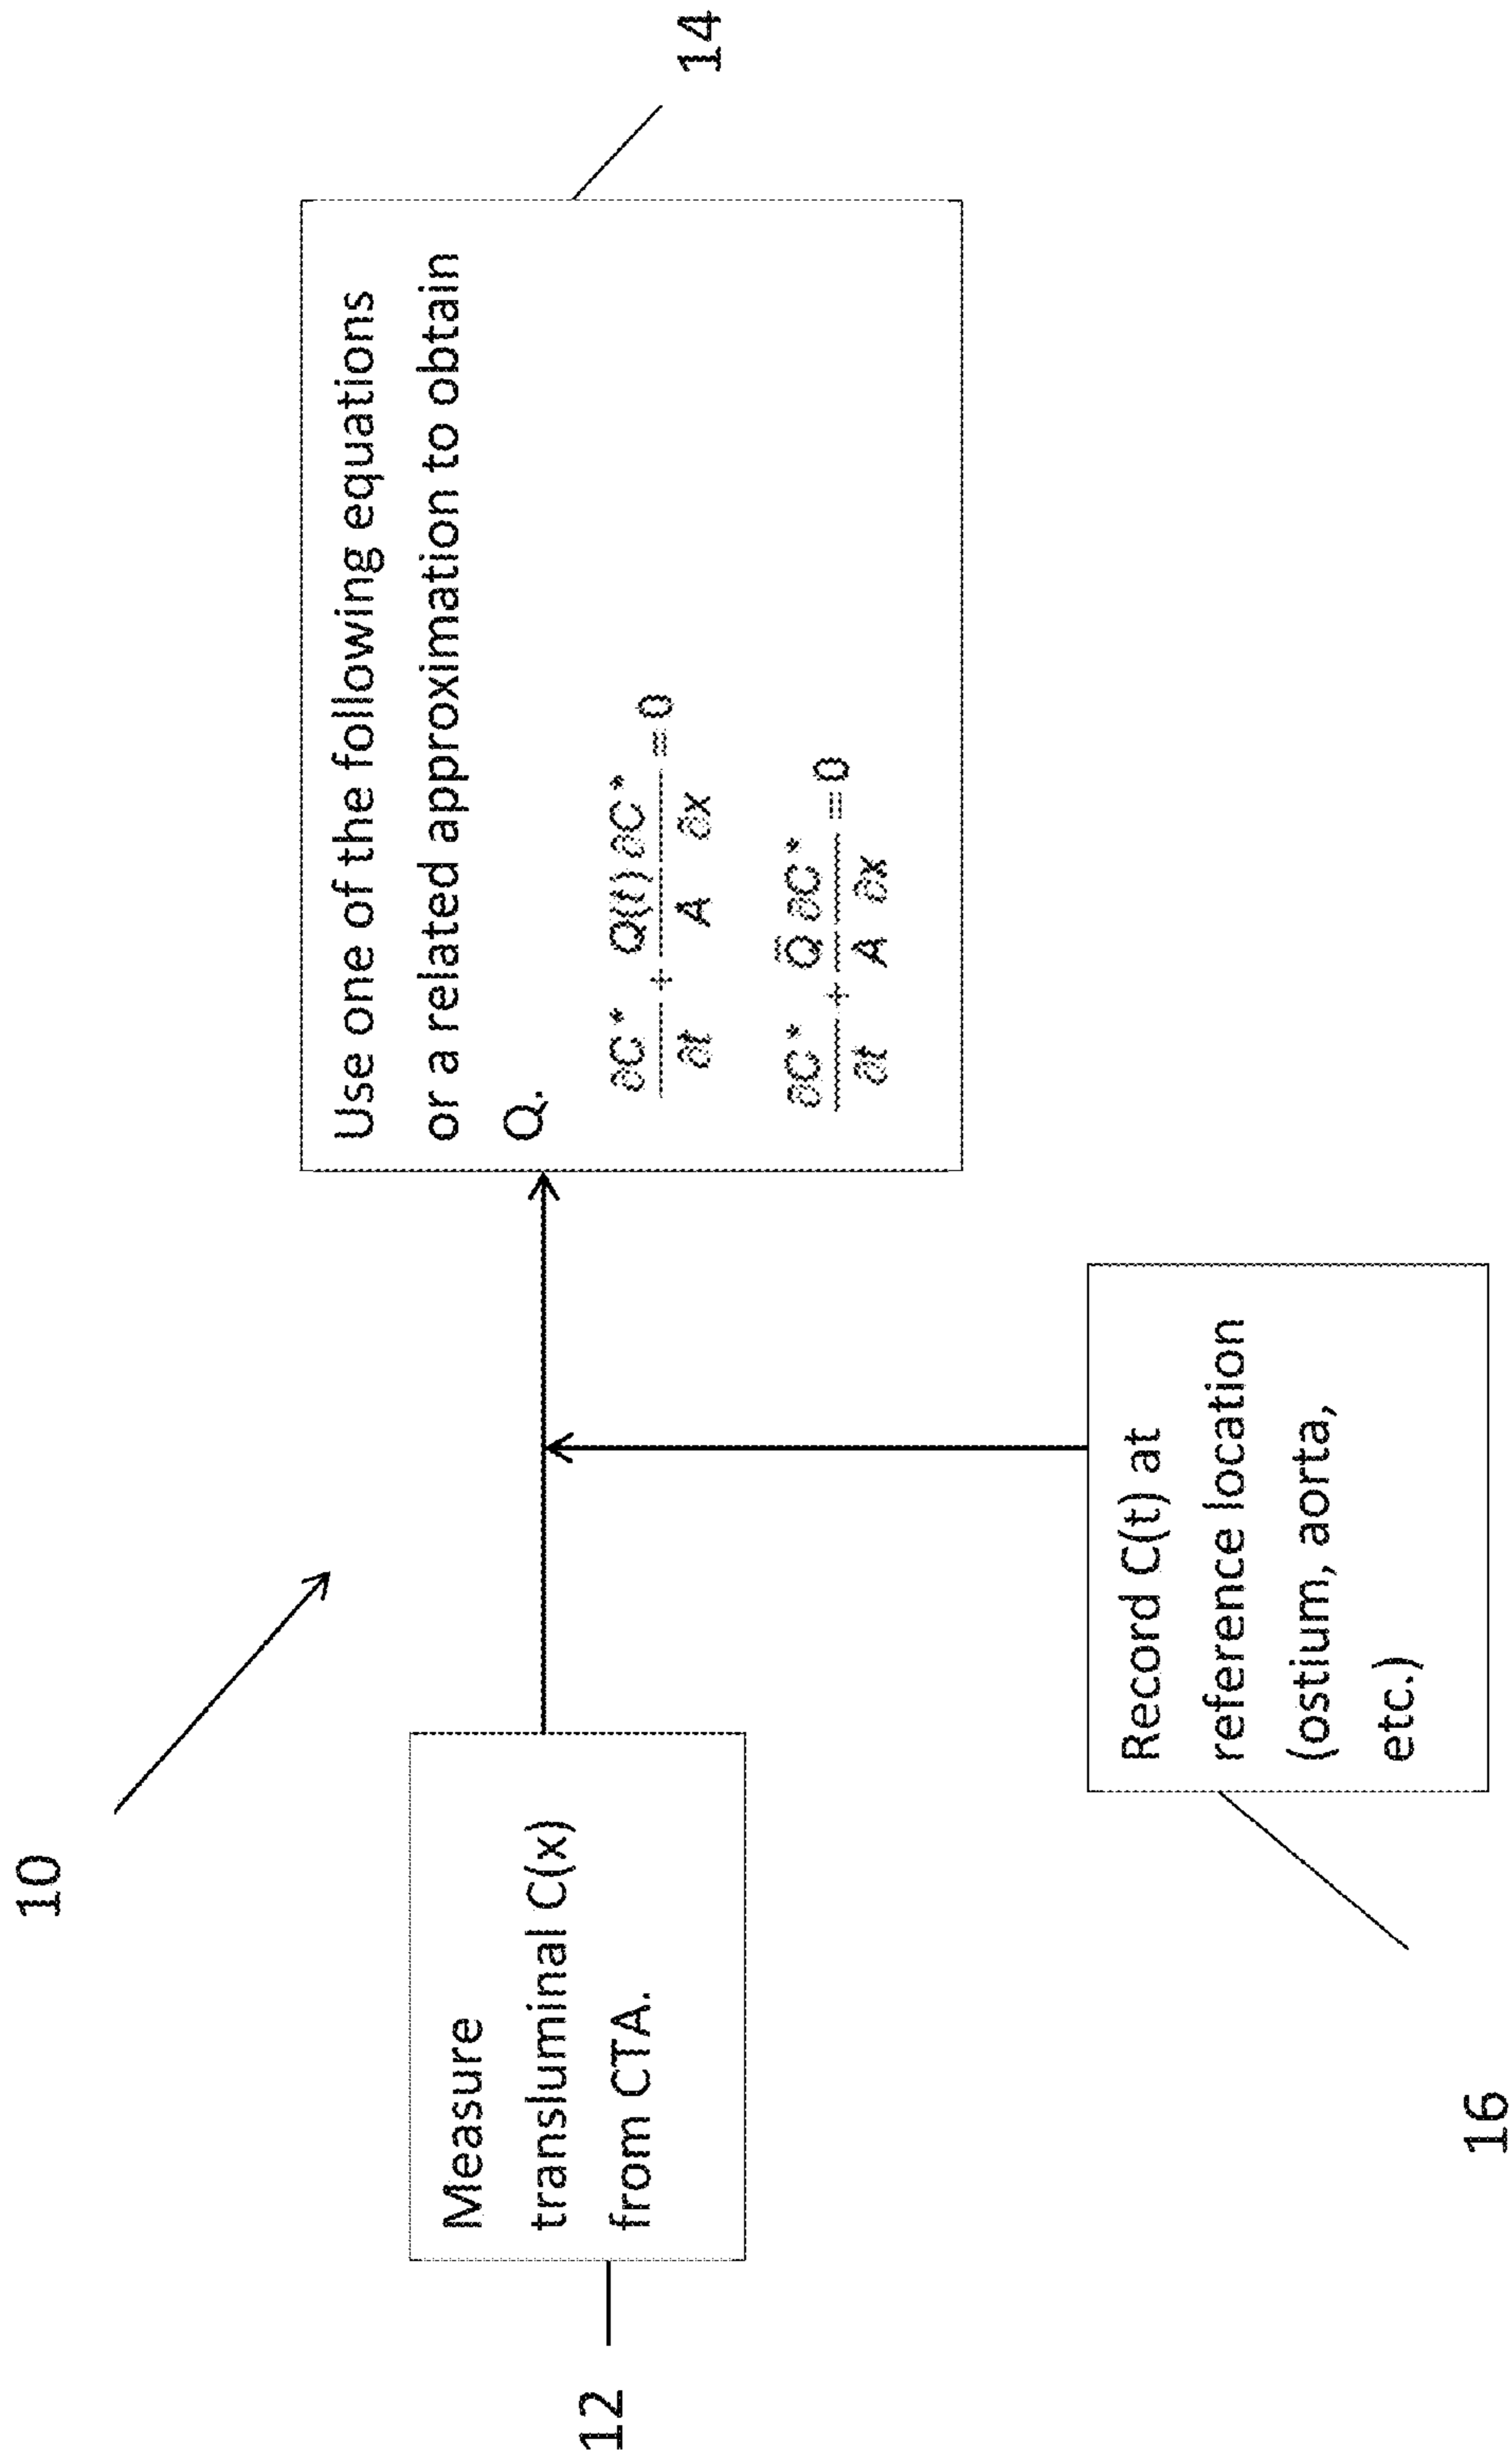 10
12
Measure
transluminal C(x)
from CTA.
16
Record C(t) at
reference location
(ostium, aorta,
etc.)
14
Use one of the following equations
or a related approximation to obtain
Q.
∂C*/∂t + Q(t)/A ∂C*/∂x = 0
∂C*/∂t + Q̄/A ∂C*/∂x = 0